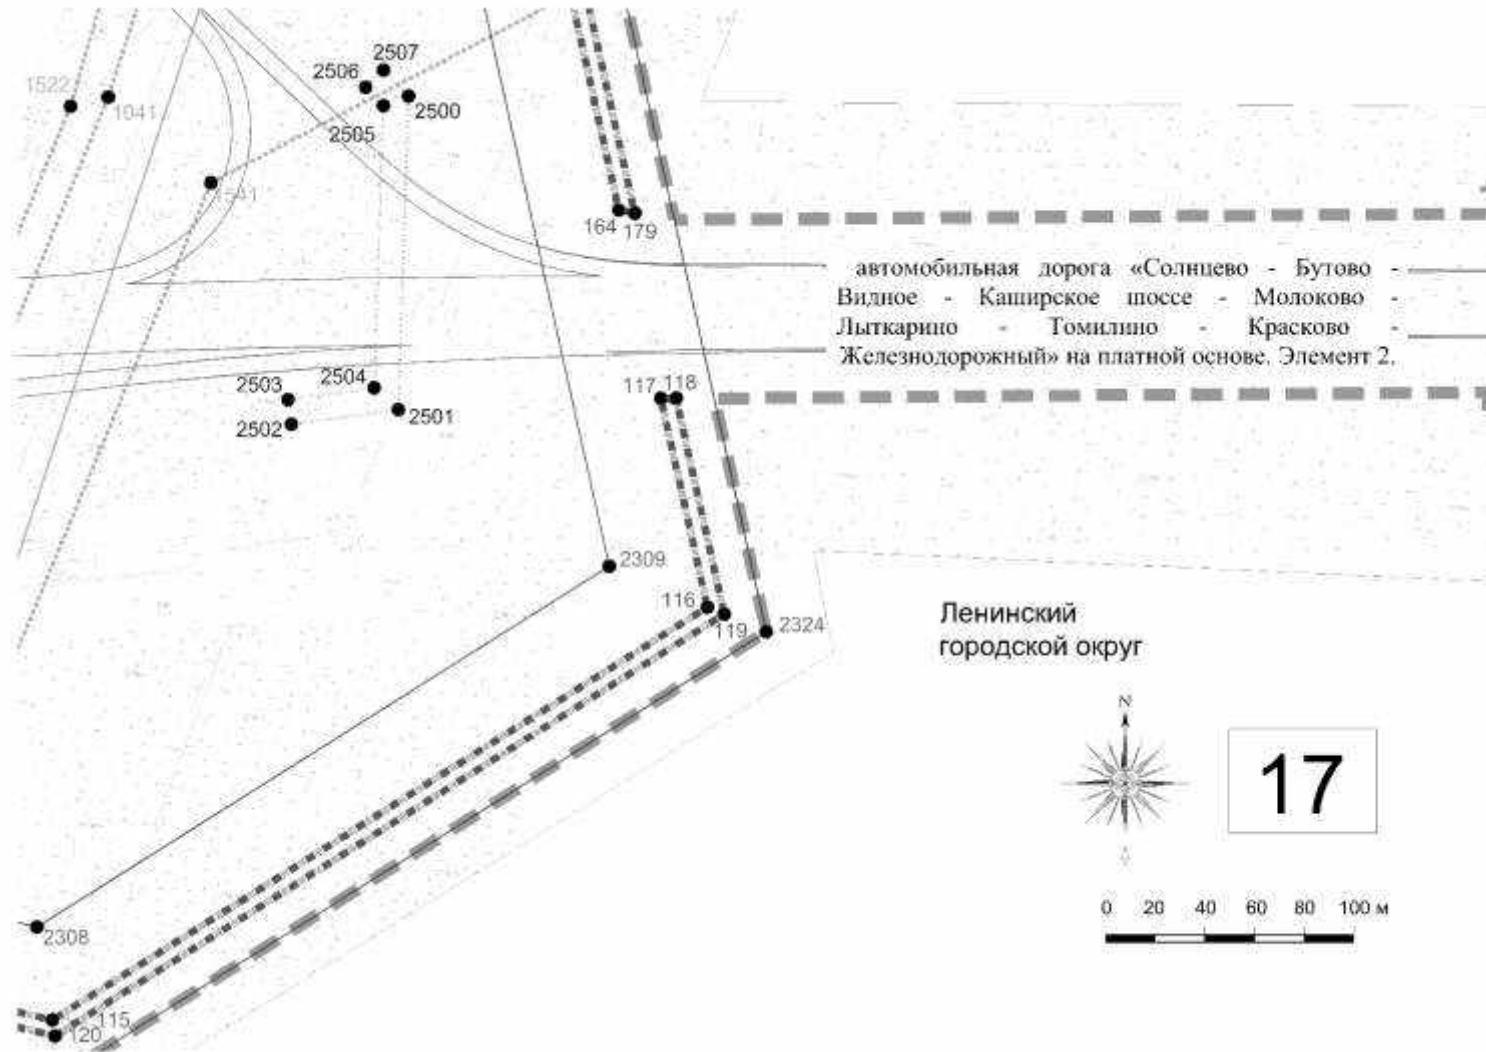 2507
2506
1522
1041
2500
2505
1541
164
179
автомобильная дорога «Солнцево - Бутово -
Видное - Каширское шоссе - Молоково -
Лыткарино - Томилино - Красково -
Железнодорожный» на платной основе. Элемент 2.
2503
2504
117
118
2501
2502
2309
116
119
2324
Ленинский
городской округ
N
17
0 20 40 60 80 100 м
2308
115
120